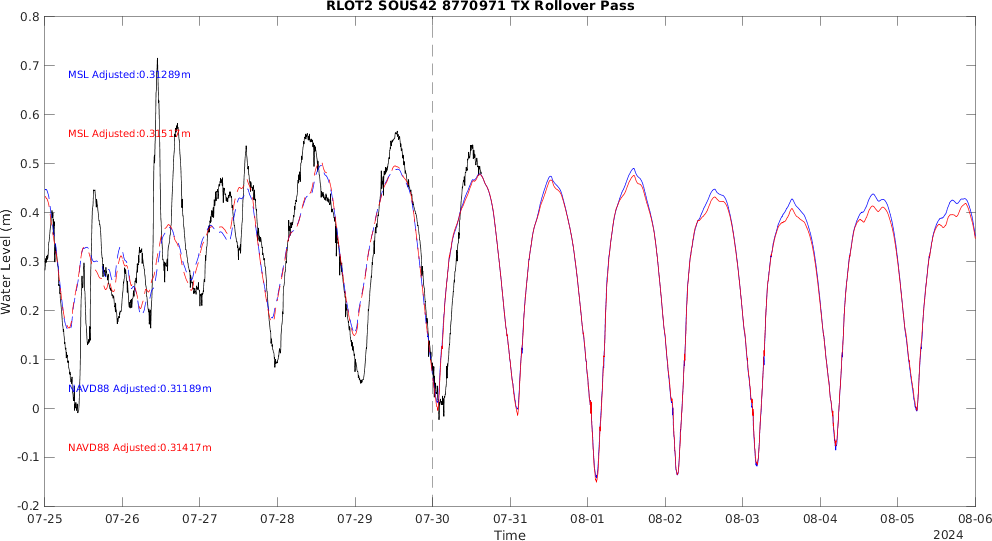 RLOT2 SOUS42 8770971 TX Rollover Pass
0.8
0.7
0.6
0.5
0.4
0.3
0.2
0.1
0
-0.1
-0.2
Water Level (m)
MSL Adjusted:0.31289m
MSL Adjusted:0.31517m
NAVD88 Adjusted:0.31189m
NAVD88 Adjusted:0.31417m
07-25 07-26 07-27 07-28 07-29 07-30 07-31 08-01 08-02 08-03 08-04 08-05 08-06
Time
2024